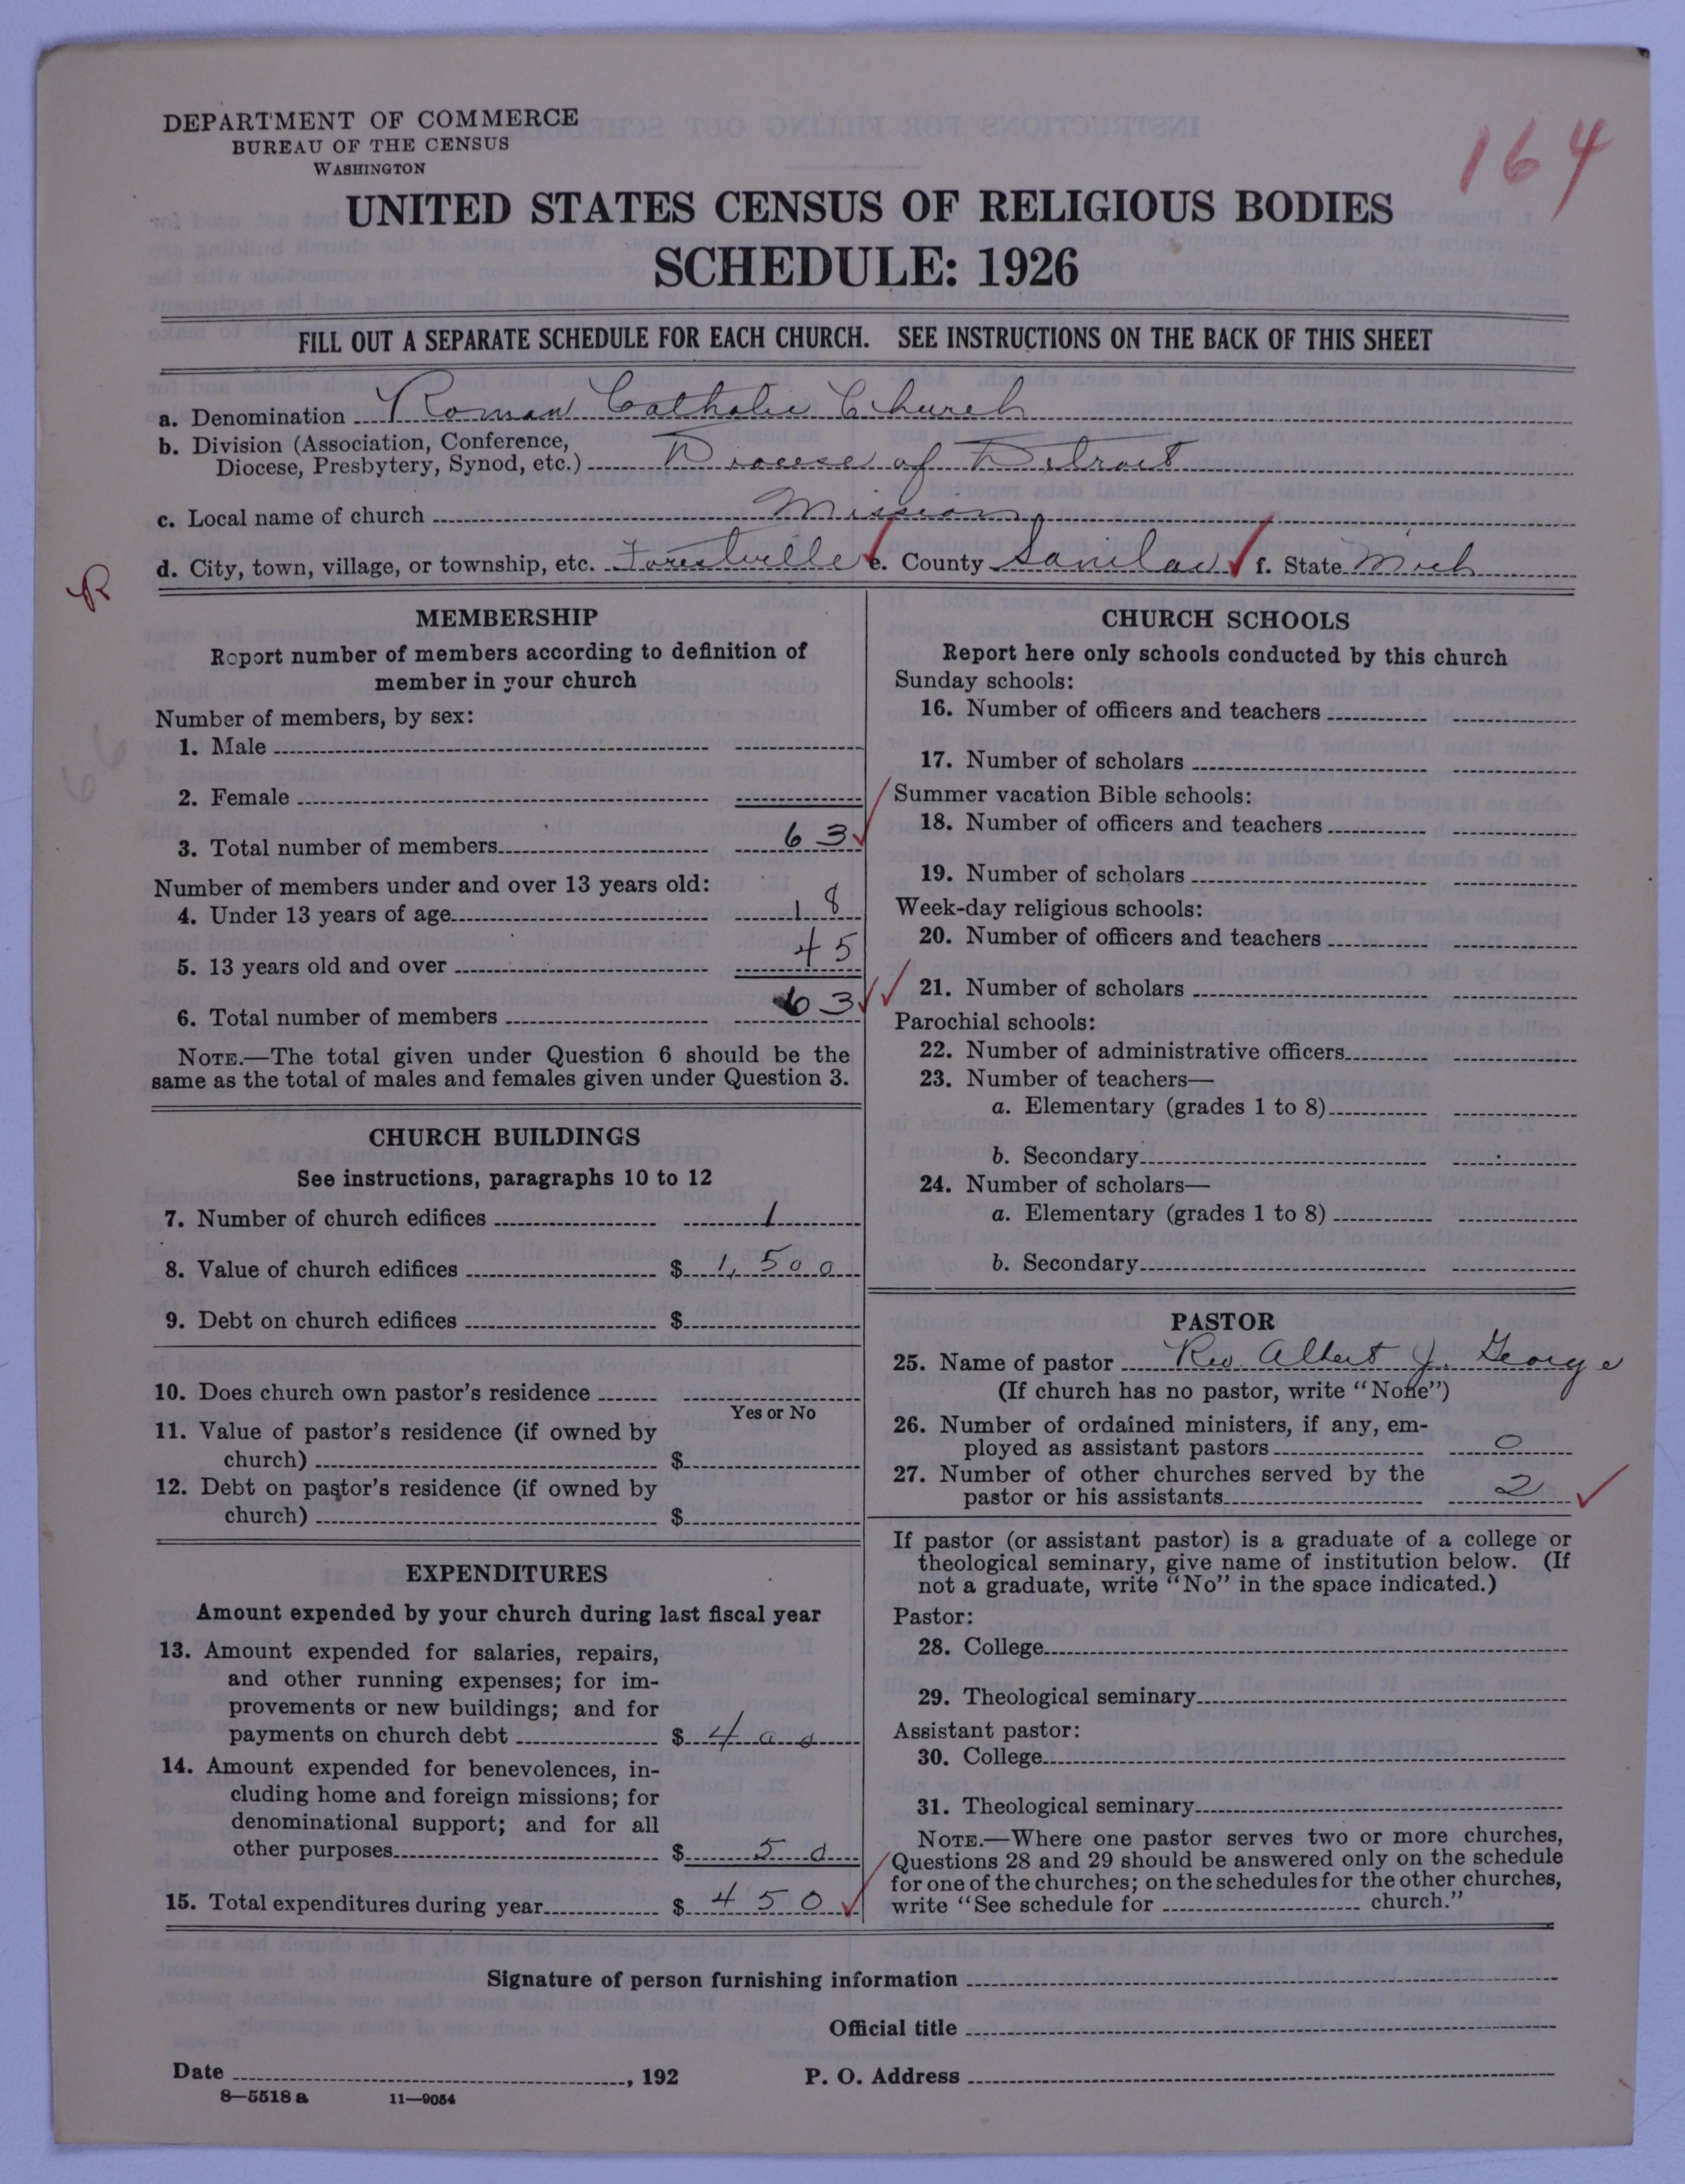 DEPARTMENT OF COMMERCE
BUREAU OF THE CENSUS
WASHINGTON
164
UNITED STATES CENSUS OF RELIGIOUS BODIES
SCHEDULE: 1926
FILL OUT A SEPARATE SCHEDULE FOR EACH CHURCH. SEE INSTRUCTIONS ON THE BACK OF THIS SHEET
a. Denomination Roman Catholic Church
b. Division (Association, Conference,
Diocese, Presbytery, Synod, etc.) Diocese of Detroit
c. Local name of church Mission
d. City, town, village, or township, etc. Forestville e. County Sanilac f. State Mich
R
MEMBERSHIP
Report number of members according to definition of
member in your church
Number of members, by sex:
1. Male
2. Female
66
3. Total number of members 63
Number of members under and over 13 years old:
4. Under 13 years of age 18
5. 13 years old and over 45
6. Total number of members 63
NOTE.—The total given under Question 6 should be the
same as the total of males and females given under Question 3.
CHURCH BUILDINGS
See instructions, paragraphs 10 to 12
7. Number of church edifices 1
8. Value of church edifices $ 1,500
9. Debt on church edifices $
10. Does church own pastor's residence
Yes or No
11. Value of pastor's residence (if owned by
church) $
12. Debt on pastor's residence (if owned by
church) $
EXPENDITURES
Amount expended by your church during last fiscal year
13. Amount expended for salaries, repairs,
and other running expenses; for im-
provements or new buildings; and for
payments on church debt $ 400
14. Amount expended for benevolences, in-
cluding home and foreign missions; for
denominational support; and for all
other purposes $ 50
15. Total expenditures during year $ 450
CHURCH SCHOOLS
Report here only schools conducted by this church
Sunday schools:
16. Number of officers and teachers
17. Number of scholars
Summer vacation Bible schools:
18. Number of officers and teachers
19. Number of scholars
Week-day religious schools:
20. Number of officers and teachers
21. Number of scholars
Parochial schools:
22. Number of administrative officers
23. Number of teachers—
a. Elementary (grades 1 to 8)
b. Secondary
24. Number of scholars—
a. Elementary (grades 1 to 8)
b. Secondary
PASTOR
25. Name of pastor Rev. Albert J. George
(If church has no pastor, write "None")
26. Number of ordained ministers, if any, em-
ployed as assistant pastors 0
27. Number of other churches served by the
pastor or his assistants 2
If pastor (or assistant pastor) is a graduate of a college or
theological seminary, give name of institution below. (If
not a graduate, write "No" in the space indicated.)
Pastor:
28. College
29. Theological seminary
Assistant pastor:
30. College
31. Theological seminary
NOTE.—Where one pastor serves two or more churches,
Questions 28 and 29 should be answered only on the schedule
for one of the churches; on the schedules for the other churches,
write "See schedule for church."
Signature of person furnishing information
Official title
Date , 192 P. O. Address
8—5518 a 11—9054